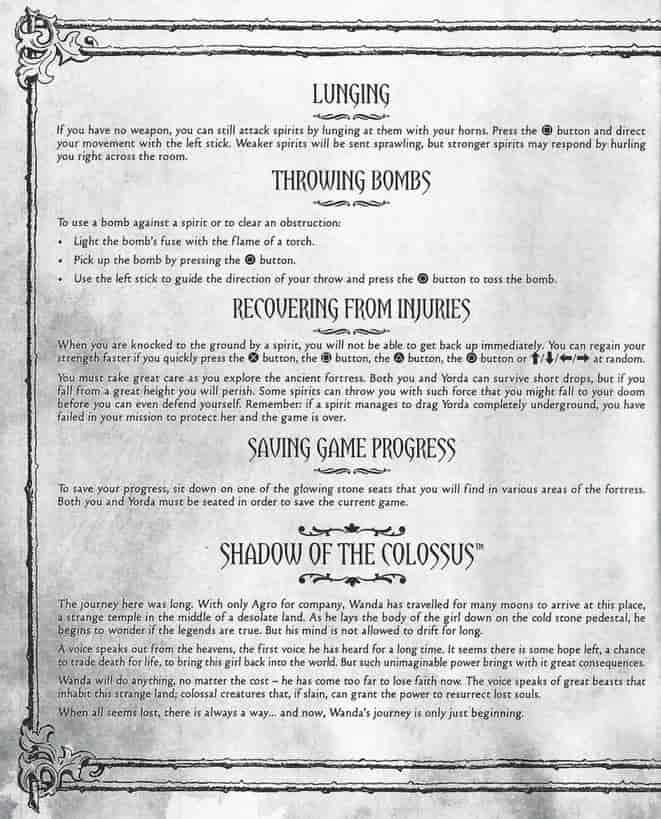 LUNGING
If you have no weapon, you can still attack spirits by lunging at them with your horns. Press the button and direct
your movement with the left stick. Weaker spirits will be sent sprawling, but stronger spirits may respond by hurling
you right across the room.
THROWING BOMBS
To use a bomb against a spirit or to clear an obstruction:
• Light the bomb's fuse with the flame of a torch.
• Pick up the bomb by pressing the button.
• Use the left stick to guide the direction of your throw and press the button to toss the bomb.
RECOVERING FROM INJURIES
When you are knocked to the ground by a spirit, you will not be able to get back up immediately. You can regain your
strength faster if you quickly press the ⊗ button, the button, the button, the button or ⬆/⬇/⬅/➡ at random.
You must take great care as you explore the ancient fortress. Both you and Yorda can survive short drops, but if you
fall from a great height you will perish. Some spirits can throw you with such force that you might fall to your doom
before you can even defend yourself. Remember: if a spirit manages to drag Yorda completely underground, you have
failed in your mission to protect her and the game is over.
SAVING GAME PROGRESS
To save your progress, sit down on one of the glowing stone seats that you will find in various areas of the fortress.
Both you and Yorda must be seated in order to save the current game.
SHADOW OF THE COLOSSUS™
The journey here was long. With only Agro for company, Wanda has travelled for many moons to arrive at this place,
a strange temple in the middle of a desolate land. As he lays the body of the girl down on the cold stone pedestal, he
begins to wonder if the legends are true. But his mind is not allowed to drift for long.
A voice speaks out from the heavens, the first voice he has heard for a long time. It seems there is some hope left, a chance
to trade death for life, to bring this girl back into the world. But such unimaginable power brings with it great consequences.
Wanda will do anything, no matter the cost – he has come too far to lose faith now. The voice speaks of great beasts that
inhabit this strange land; colossal creatures that, if slain, can grant the power to resurrect lost souls.
When all seems lost, there is always a way... and now, Wanda's journey is only just beginning.